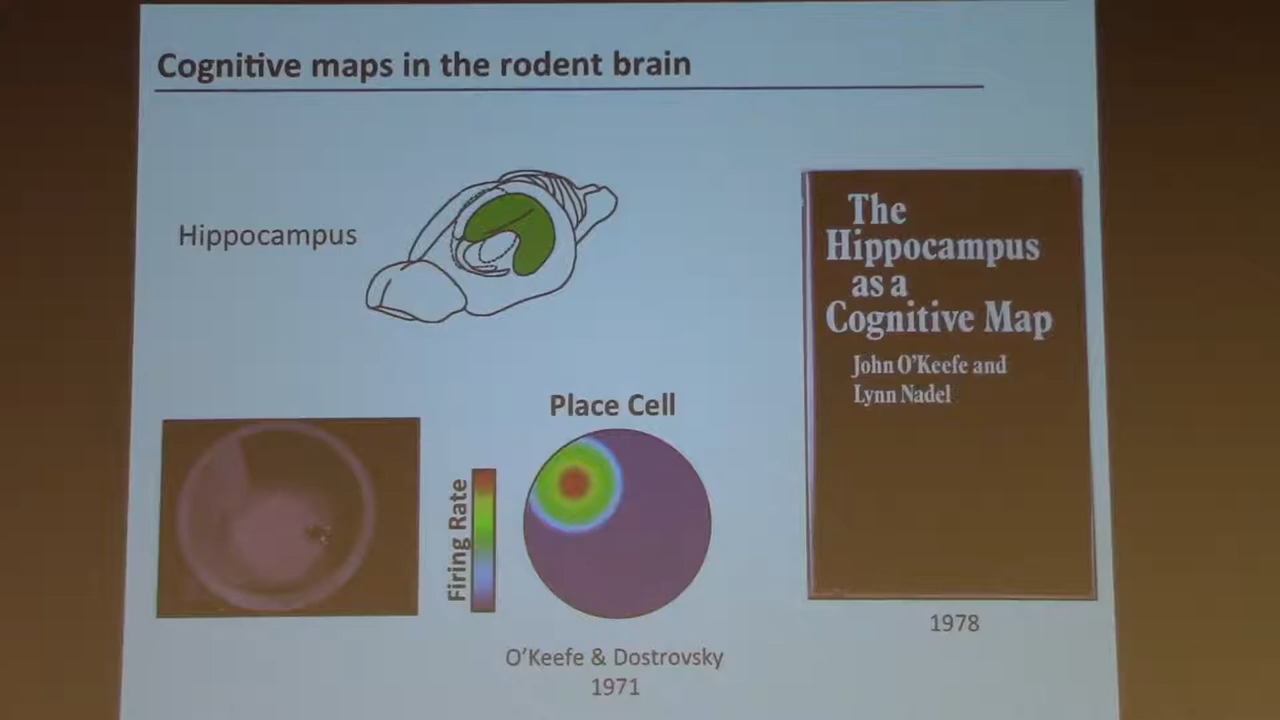 Cognitive maps in the rodent brain
Hippocampus
The
Hippocampus
as a
Cognitive Map
John O'Keefe and
Lynn Nadel
1978
Place Cell
Firing Rate
O'Keefe & Dostrovsky
1971